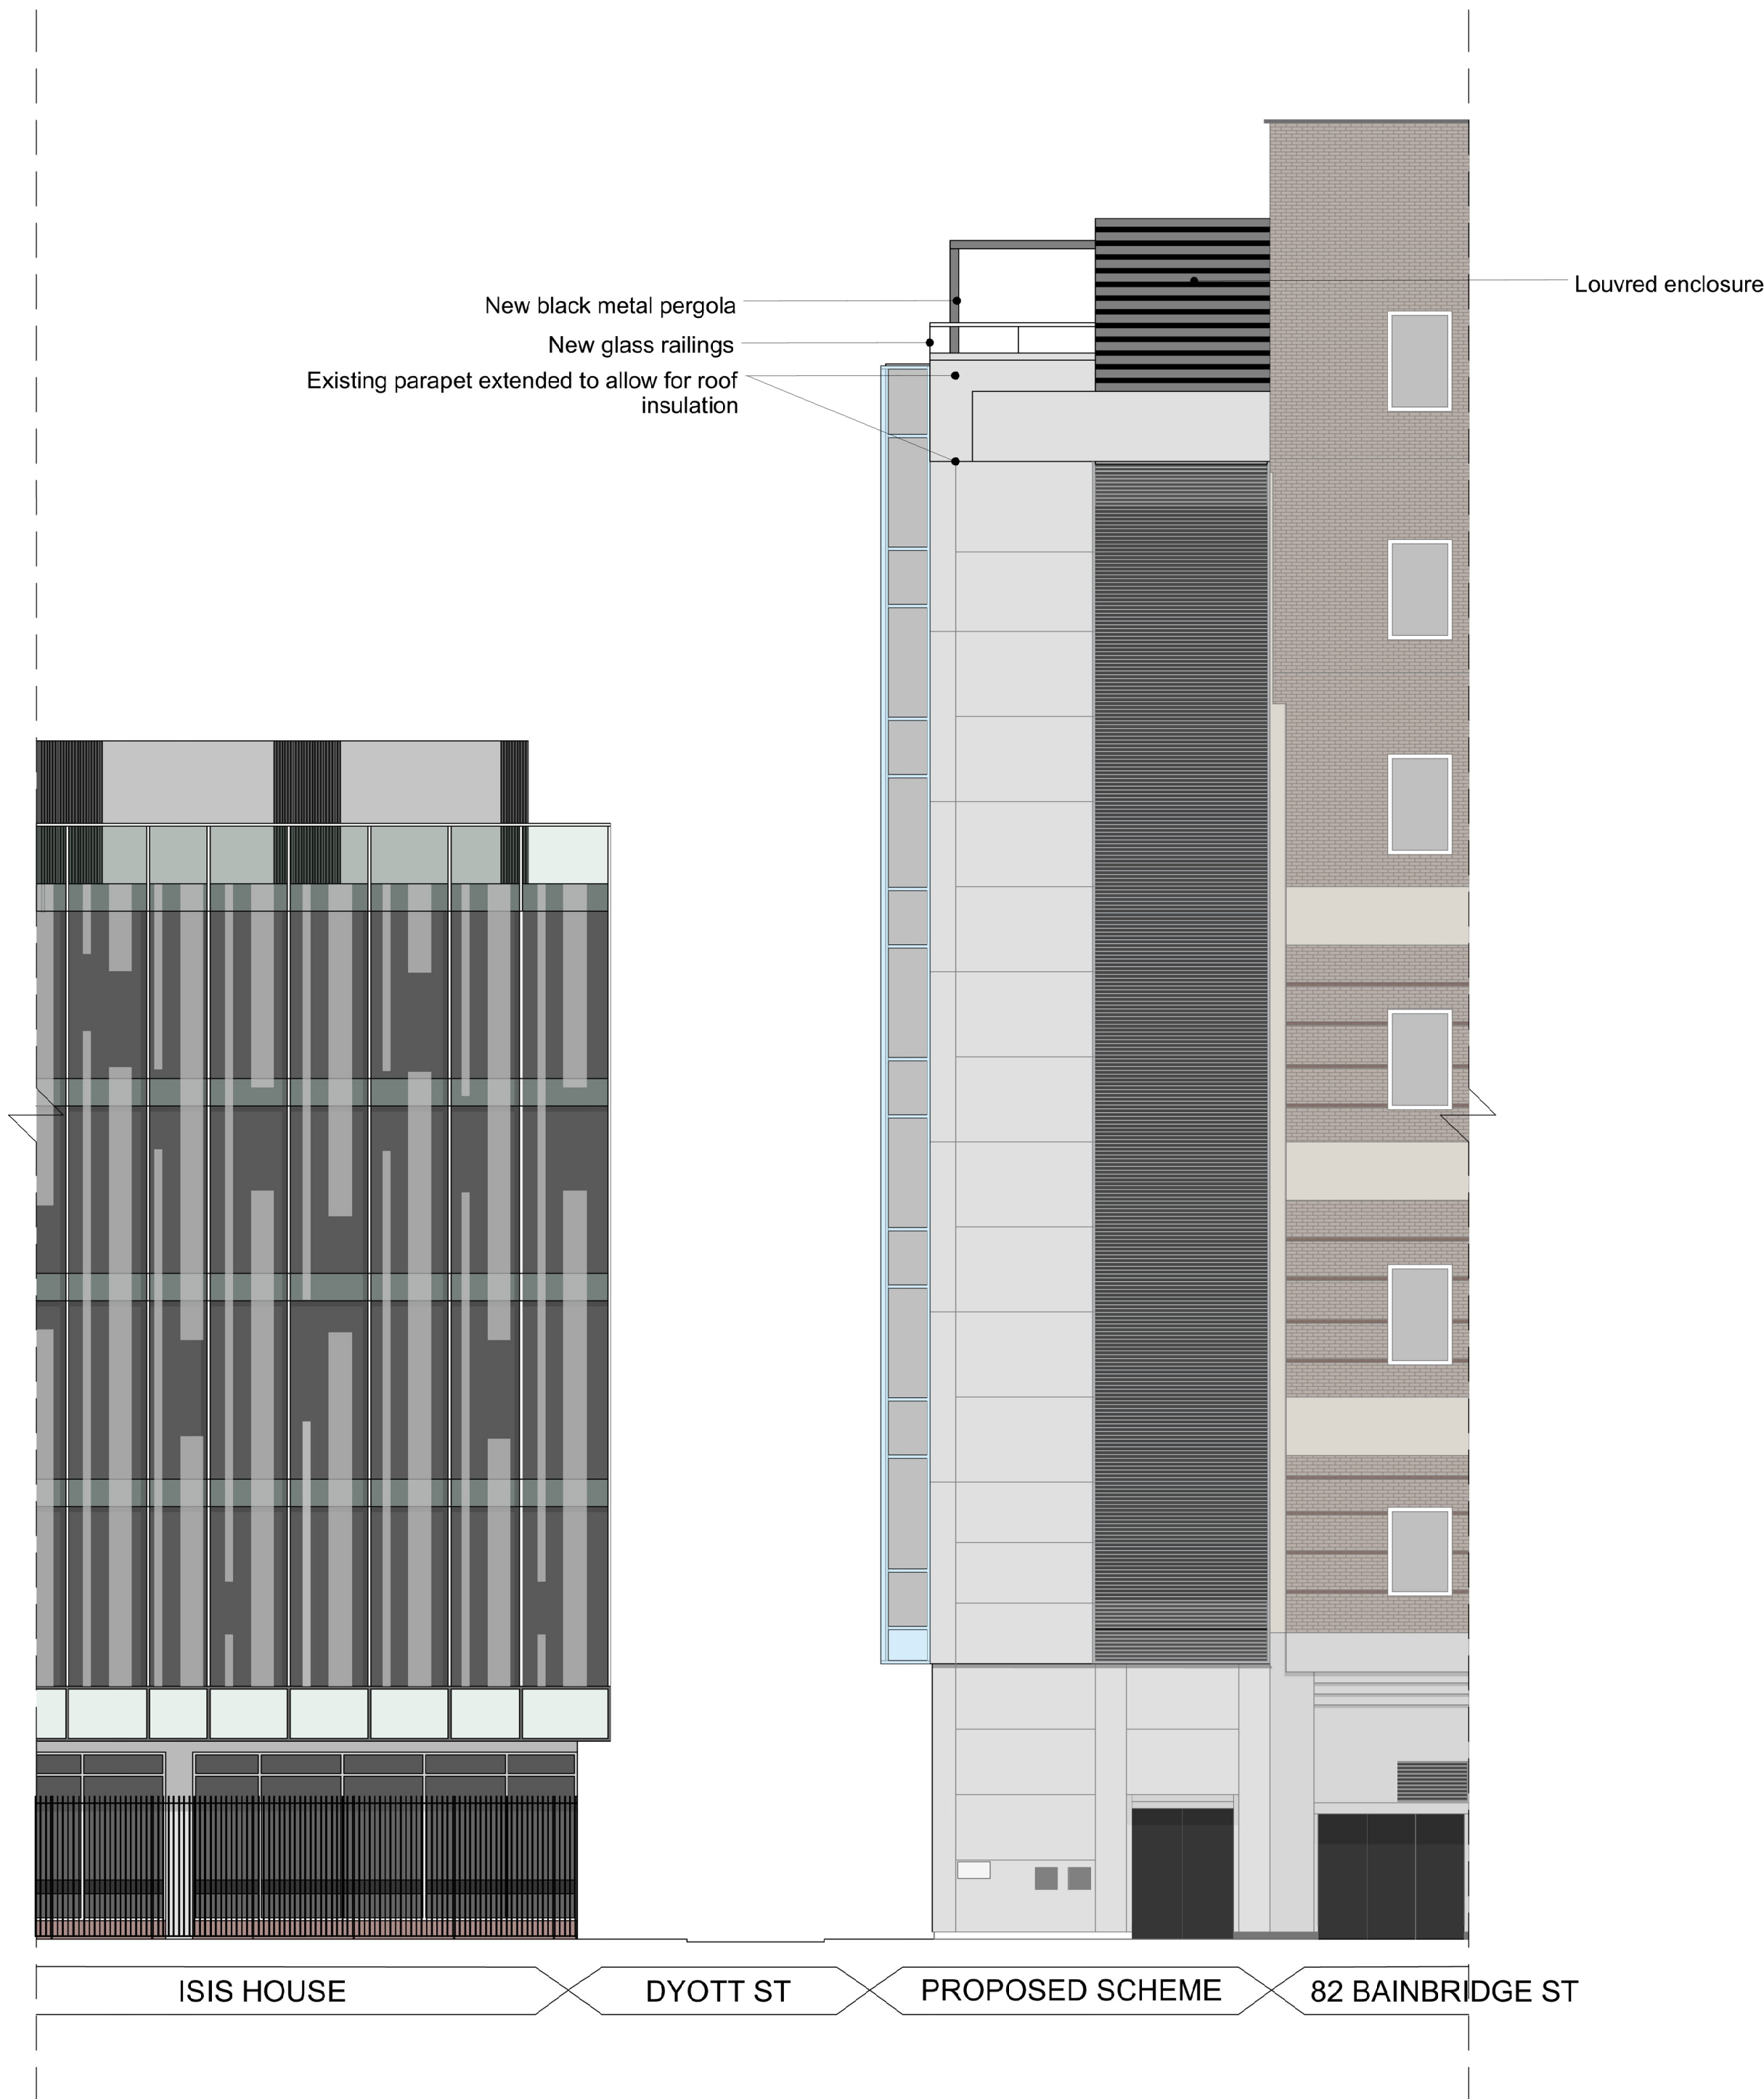 New black metal pergola
Louvred enclosure
New glass railings
Existing parapet extended to allow for roof
insulation
ISIS HOUSE
DYOTT ST
PROPOSED SCHEME
82 BAINBRIDGE ST